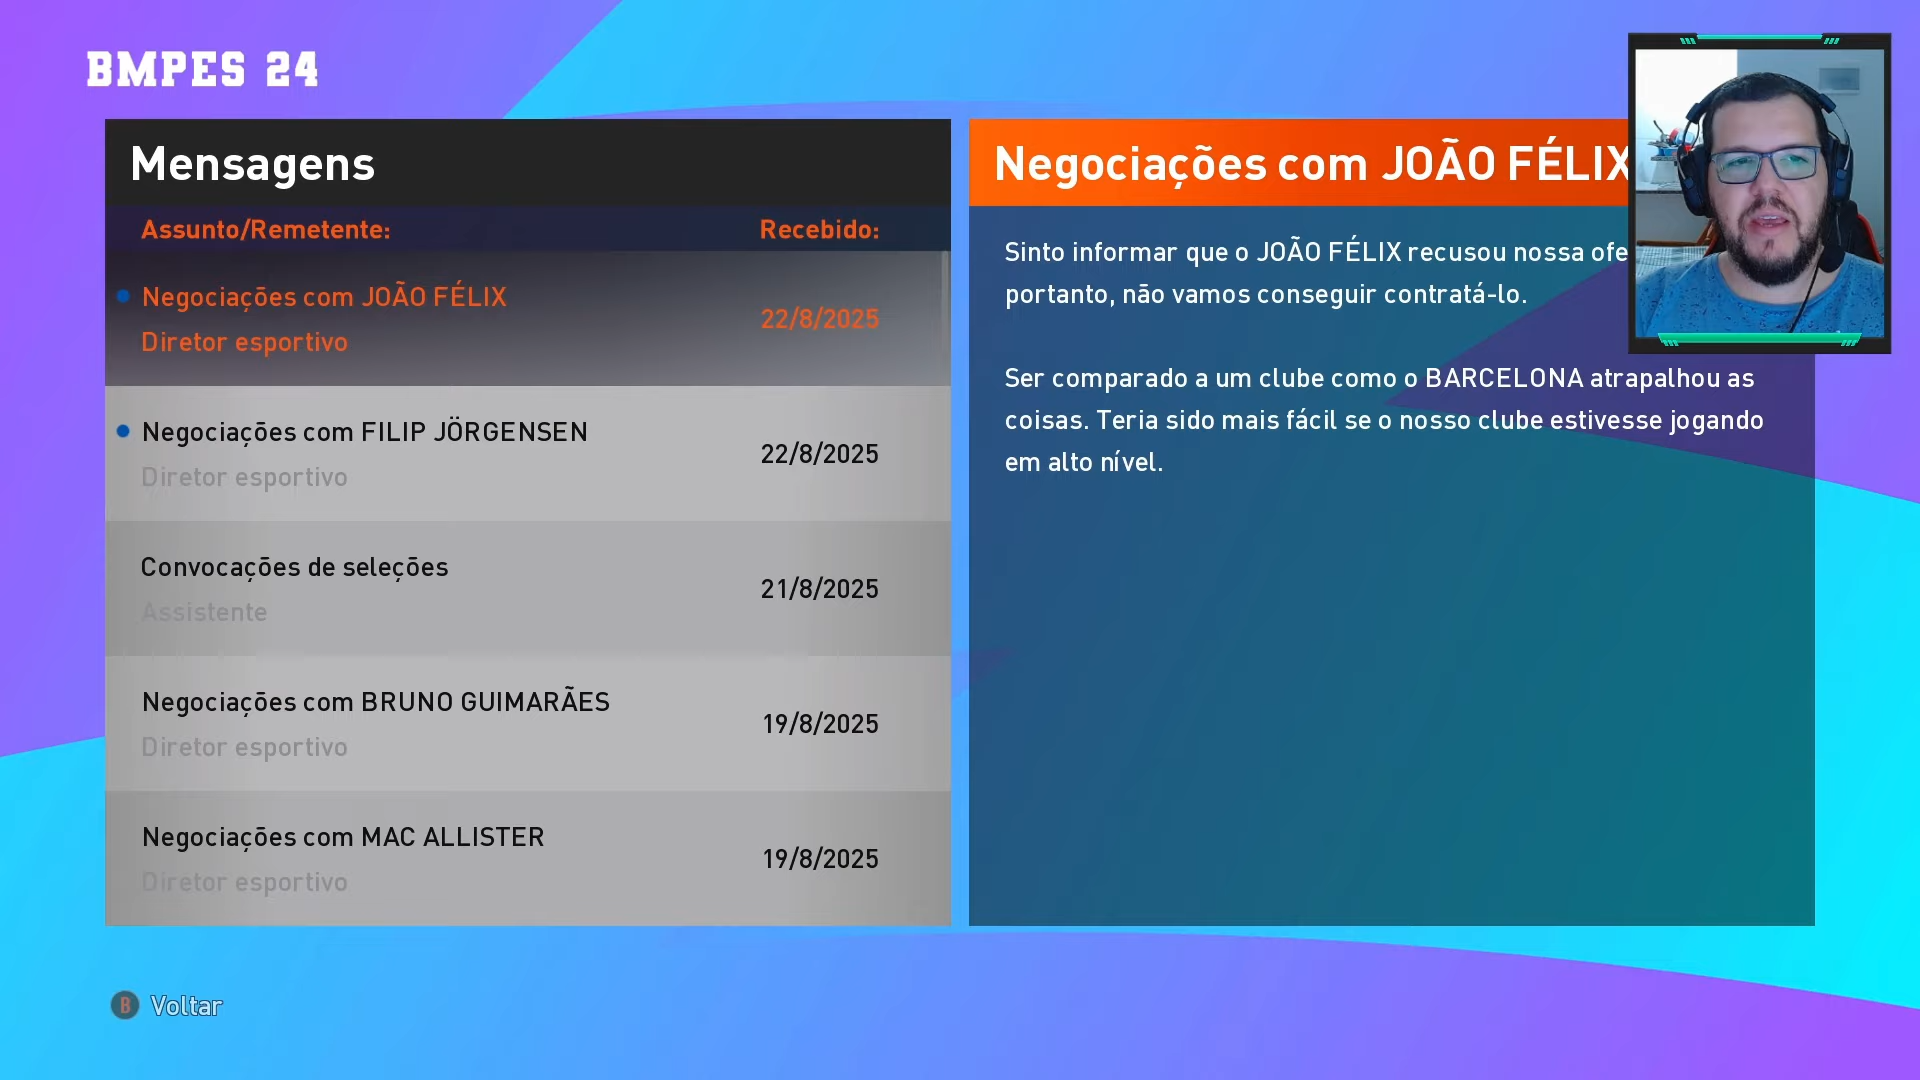 BMPES 24
Mensagens
Assunto/Remetente: Recebido:
Negociações com JOÃO FÉLIX
Diretor esportivo
22/8/2025
Negociações com FILIP JÖRGENSEN
Diretor esportivo
22/8/2025
Convocações de seleções
Assistente
21/8/2025
Negociações com BRUNO GUIMARÃES
Diretor esportivo
19/8/2025
Negociações com MAC ALLISTER
Diretor esportivo
19/8/2025
Negociações com JOÃO FÉLIX
Sinto informar que o JOÃO FÉLIX recusou nossa
portanto, não vamos conseguir contratá-lo.
Ser comparado a um clube como o BARCELONA atrapalhou as
coisas. Teria sido mais fácil se o nosso clube estivesse jogando
em alto nível.
B Voltar